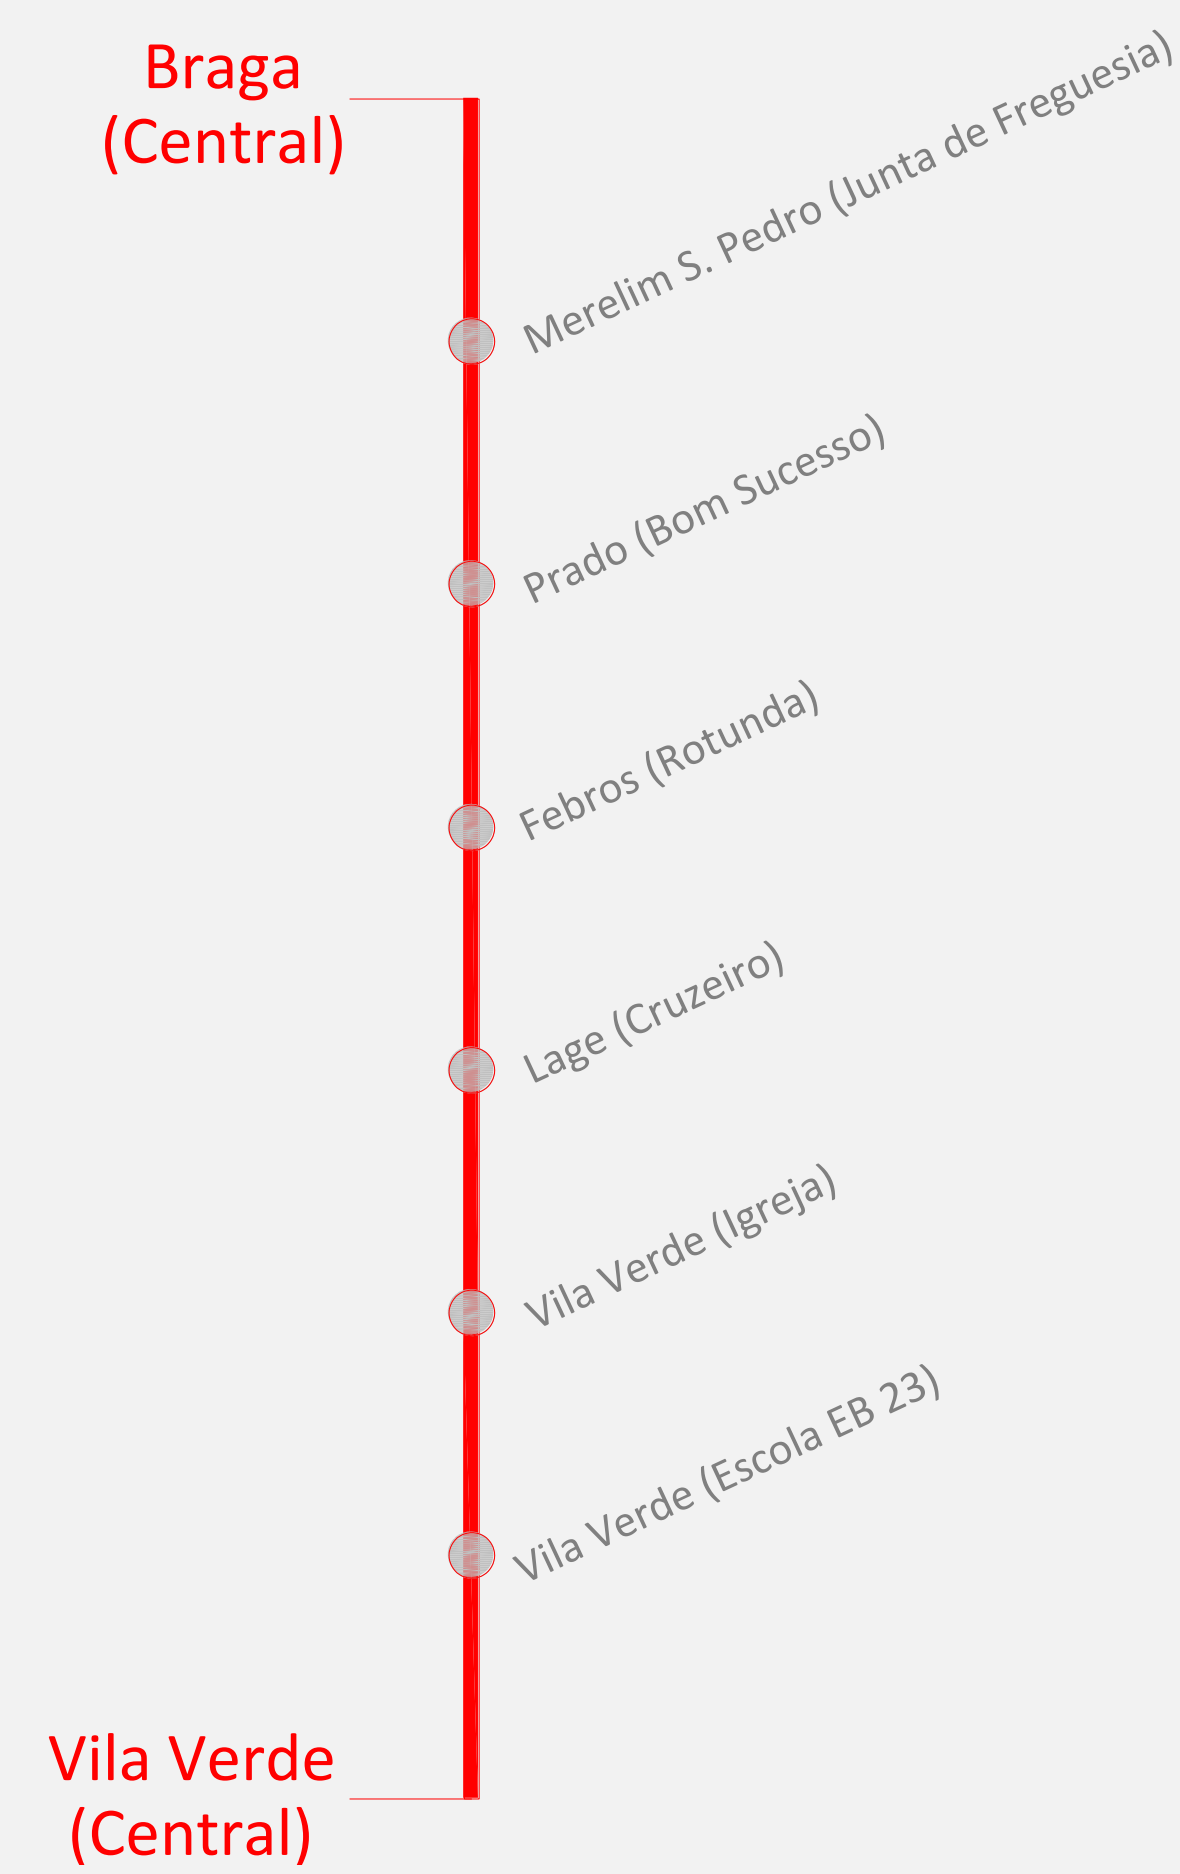 Braga
(Central)
Merelim S. Pedro (Junta de Freguesia)
Prado (Bom Sucesso)
Febros (Rotunda)
Lage (Cruzeiro)
Vila Verde (Igreja)
Vila Verde (Escola EB 23)
Vila Verde
(Central)